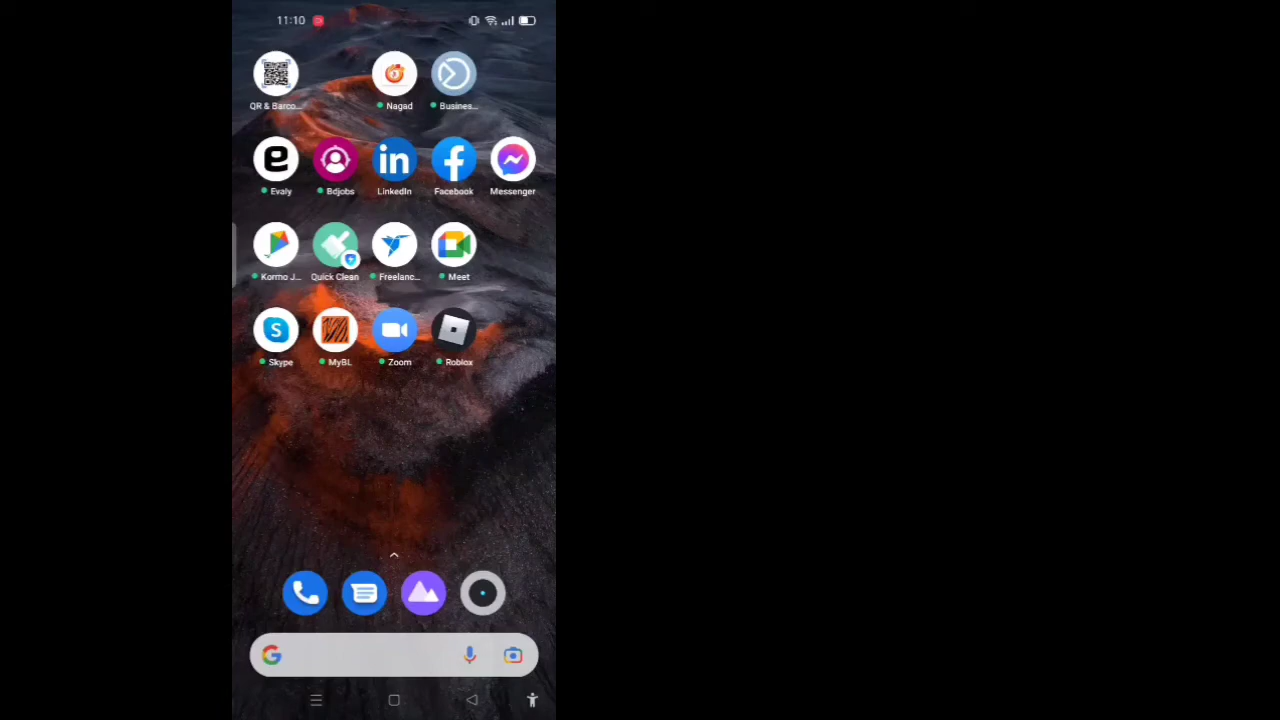 11:10
QR & Barco... Nagad Busines...
e in f
Evaly Bdjobs LinkedIn Facebook Messenger
Kormo J... Quick Clean Freelanc... Meet
S
Skype MyBL Zoom Roblox
G